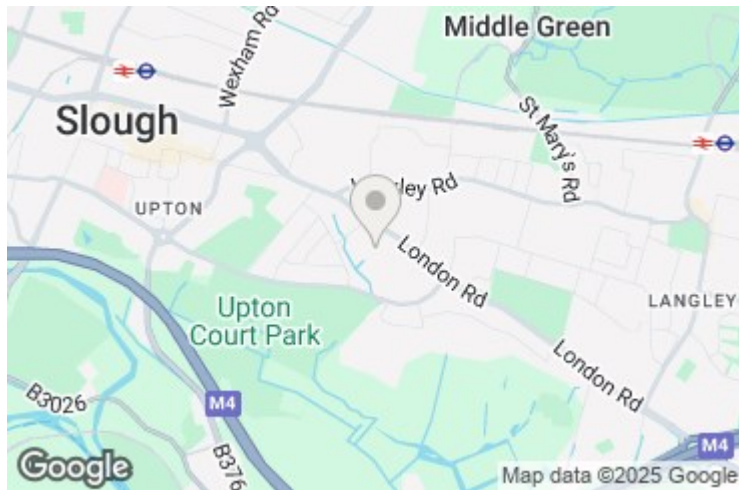 Middle Green
Wexham Rd
Slough
St Mary's Rd
ley Rd
UPTON
London Rd
Upton
Court Park
LANGLEY
London Rd
B3026
M4
B376
M4
Google
Map data ©2025 Google